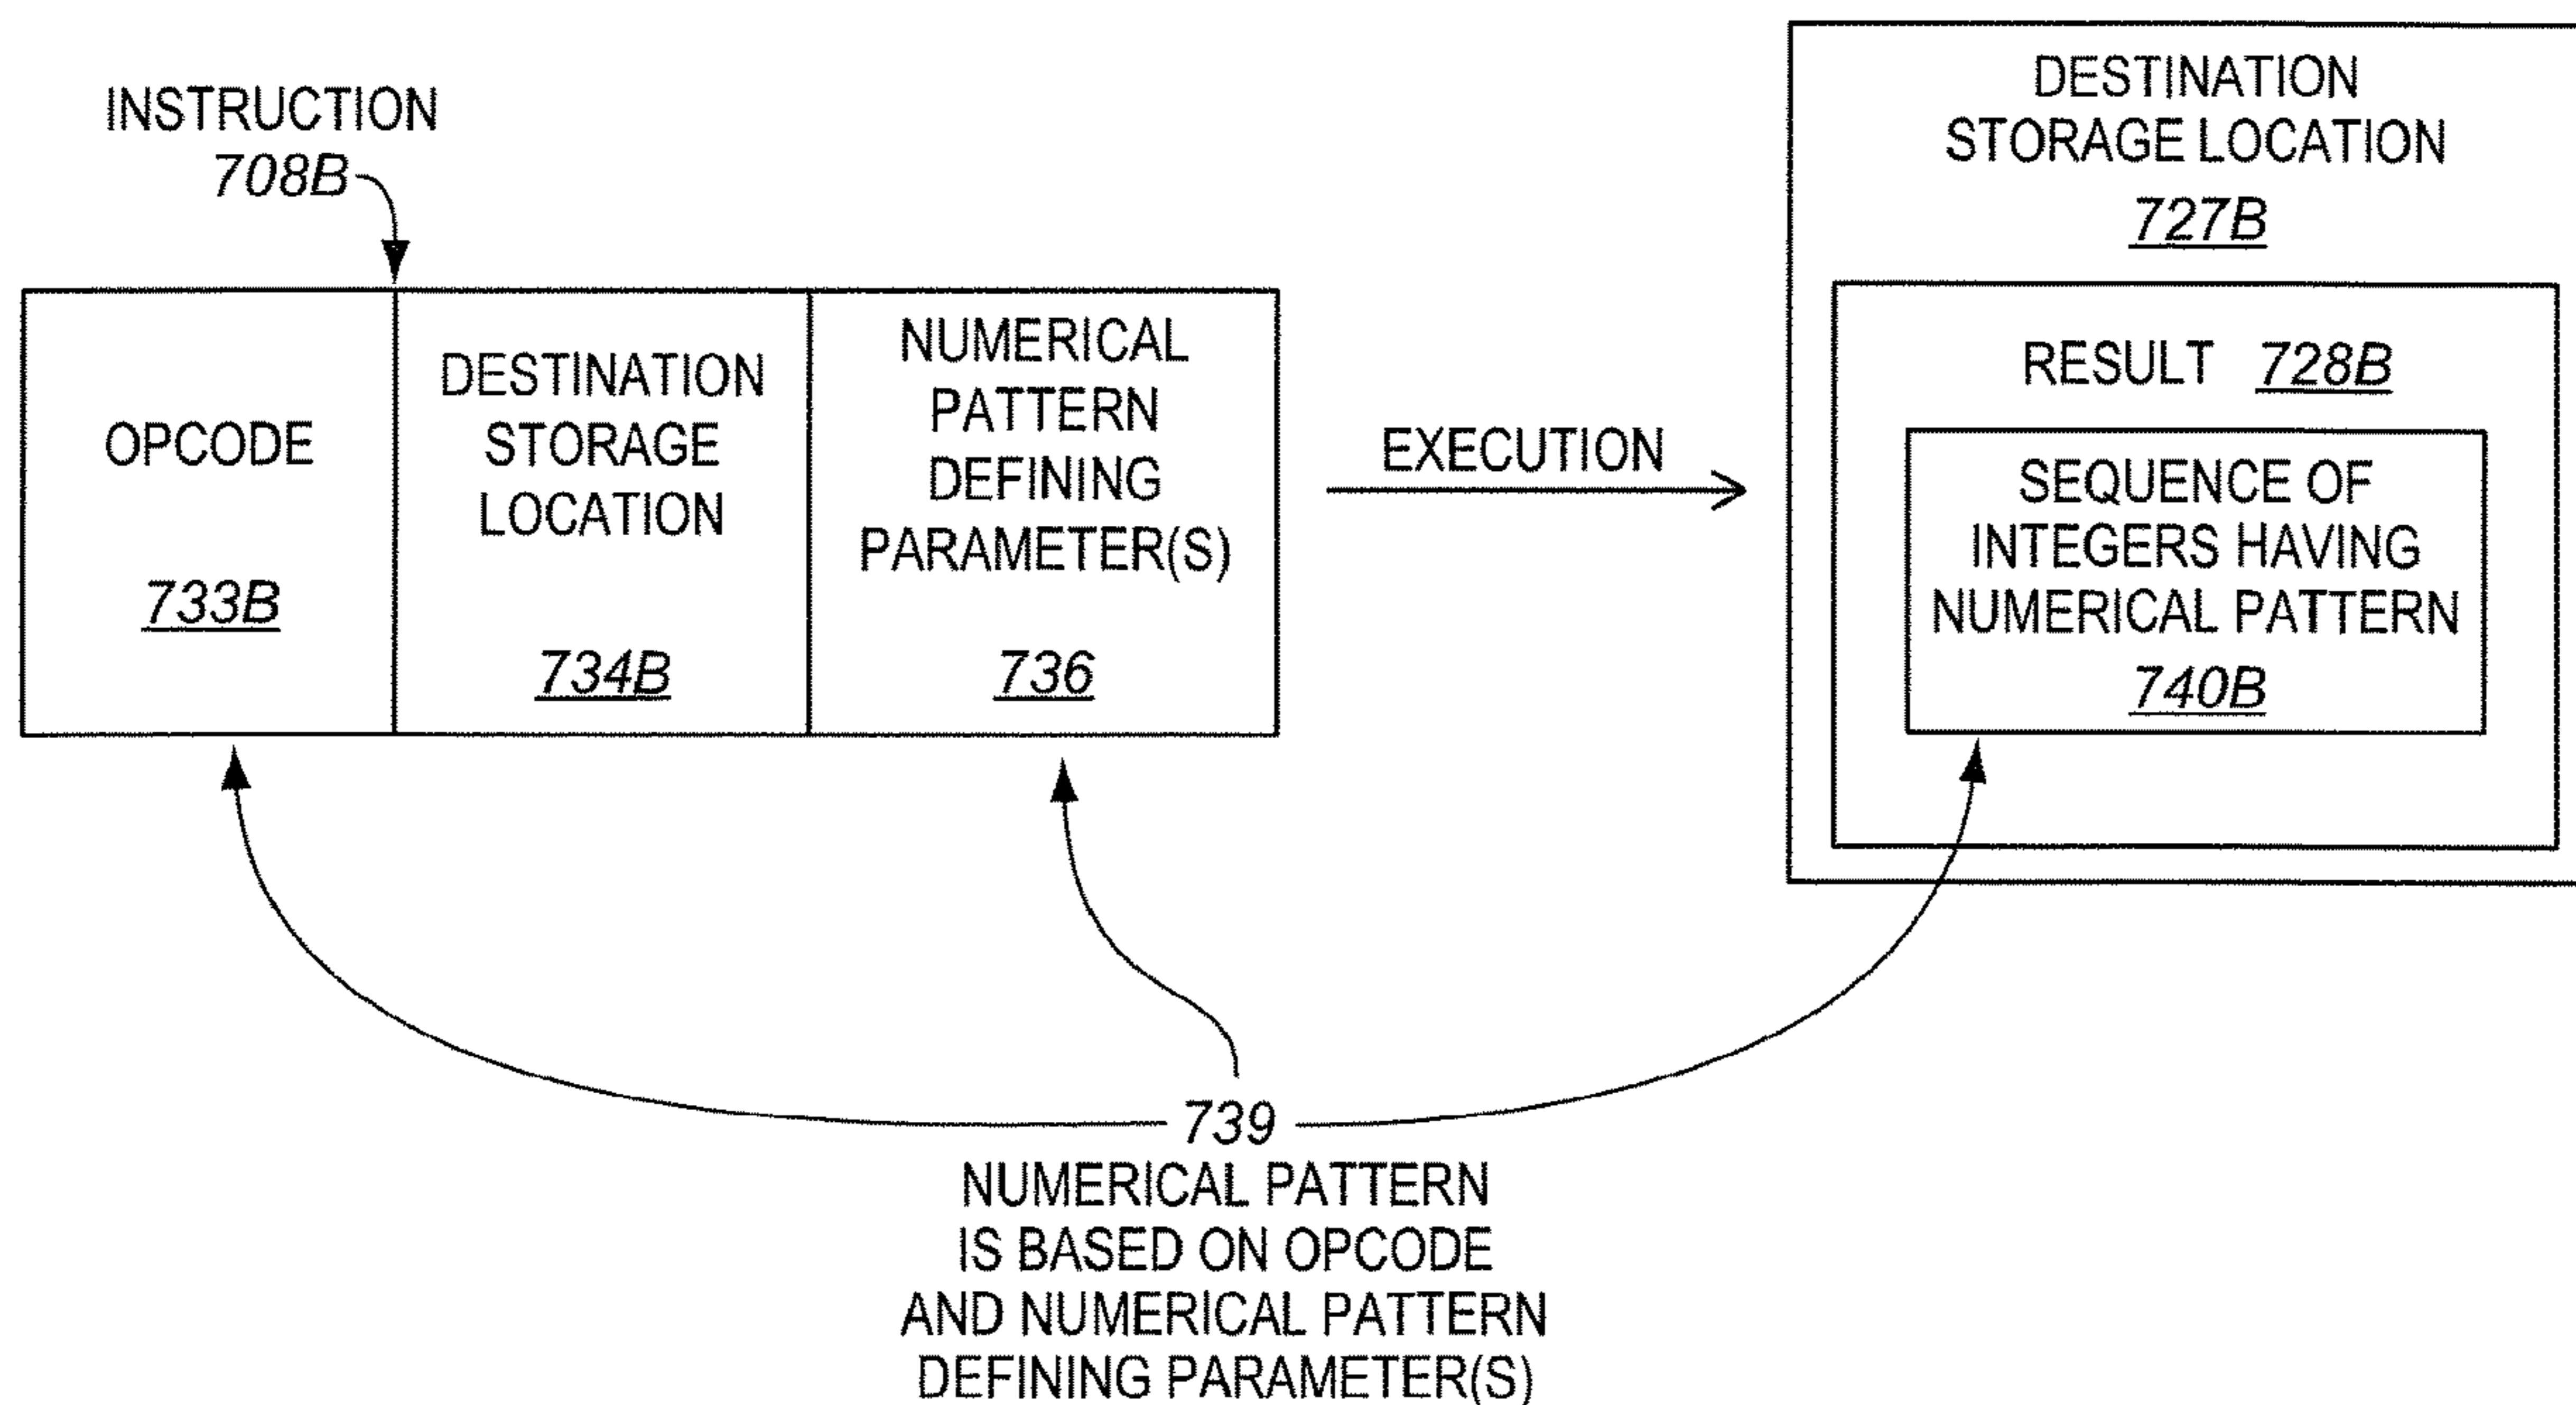 INSTRUCTION
708B
OPCODE
733B
DESTINATION
STORAGE
LOCATION
734B
NUMERICAL
PATTERN
DEFINING
PARAMETER(S)
736
EXECUTION
DESTINATION
STORAGE LOCATION
727B
RESULT 728B
SEQUENCE OF
INTEGERS HAVING
NUMERICAL PATTERN
740B
739
NUMERICAL PATTERN
IS BASED ON OPCODE
AND NUMERICAL PATTERN
DEFINING PARAMETER(S)